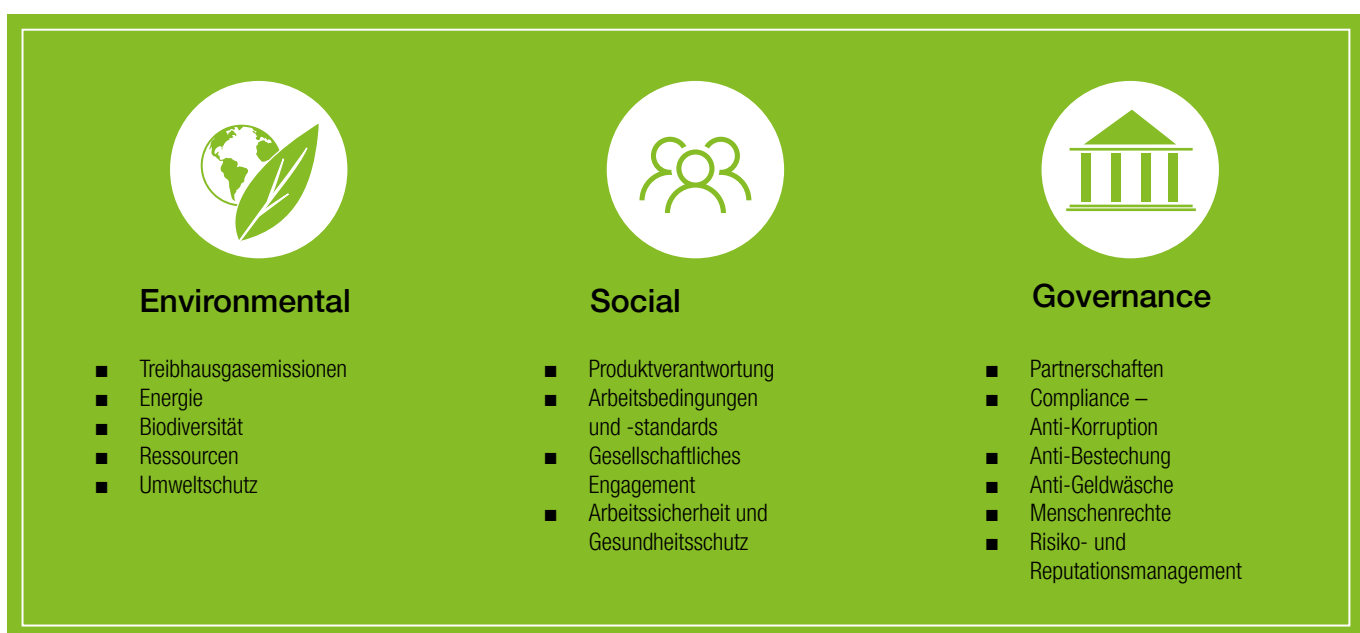 Environmental
■ Treibhausgasemissionen
■ Energie
■ Biodiversität
■ Ressourcen
■ Umweltschutz
Social
■ Produktverantwortung
■ Arbeitsbedingungen
und -standards
■ Gesellschaftliches
Engagement
■ Arbeitssicherheit und
Gesundheitsschutz
Governance
■ Partnerschaften
■ Compliance –
Anti-Korruption
■ Anti-Bestechung
■ Anti-Geldwäsche
■ Menschenrechte
■ Risiko- und
Reputationsmanagement